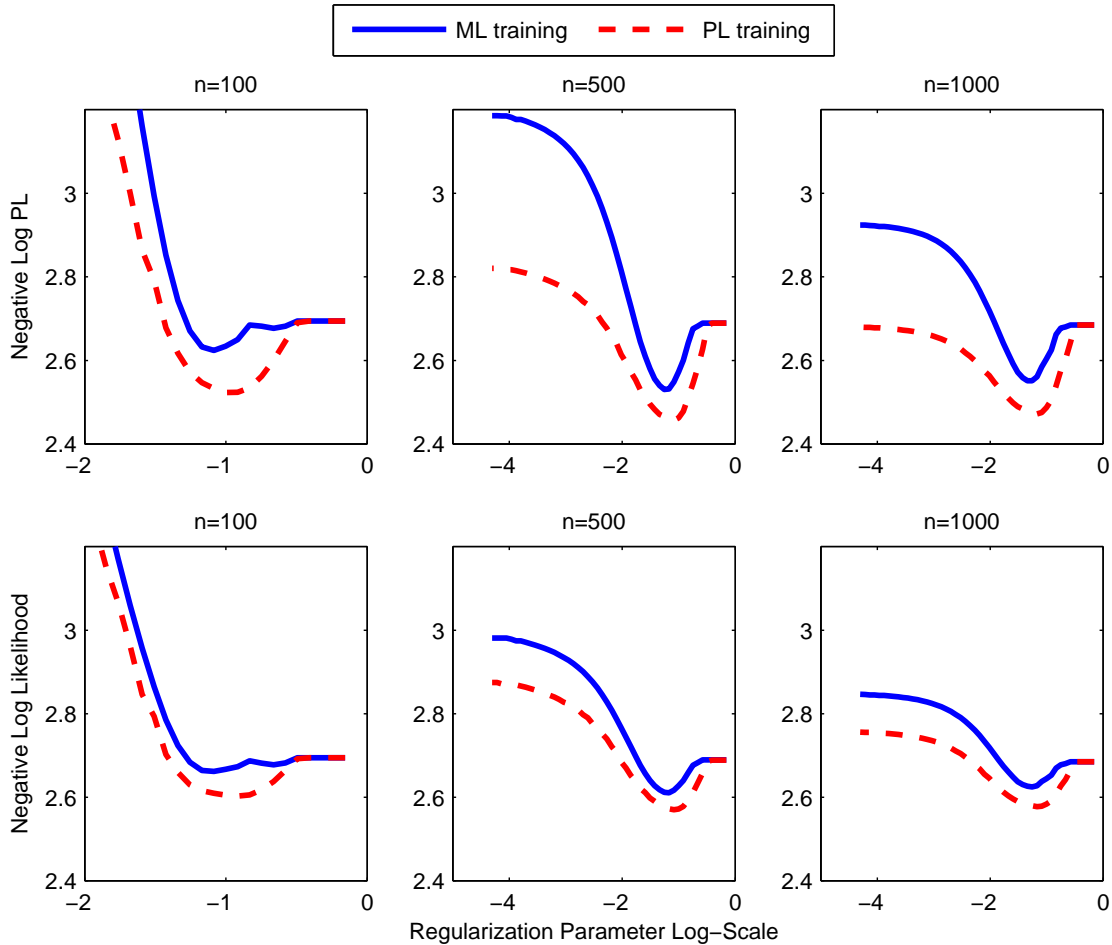 ML training PL training
n=100 n=500 n=1000
Negative Log PL
3
2.8
2.6
2.4
−2 −1 0
3
2.8
2.6
2.4
−4 −2 0
3
2.8
2.6
2.4
−4 −2 0
n=100 n=500 n=1000
Negative Log Likelihood
3
2.8
2.6
2.4
−2 −1 0
3
2.8
2.6
2.4
−4 −2 0
3
2.8
2.6
2.4
−4 −2 0
Regularization Parameter Log−Scale